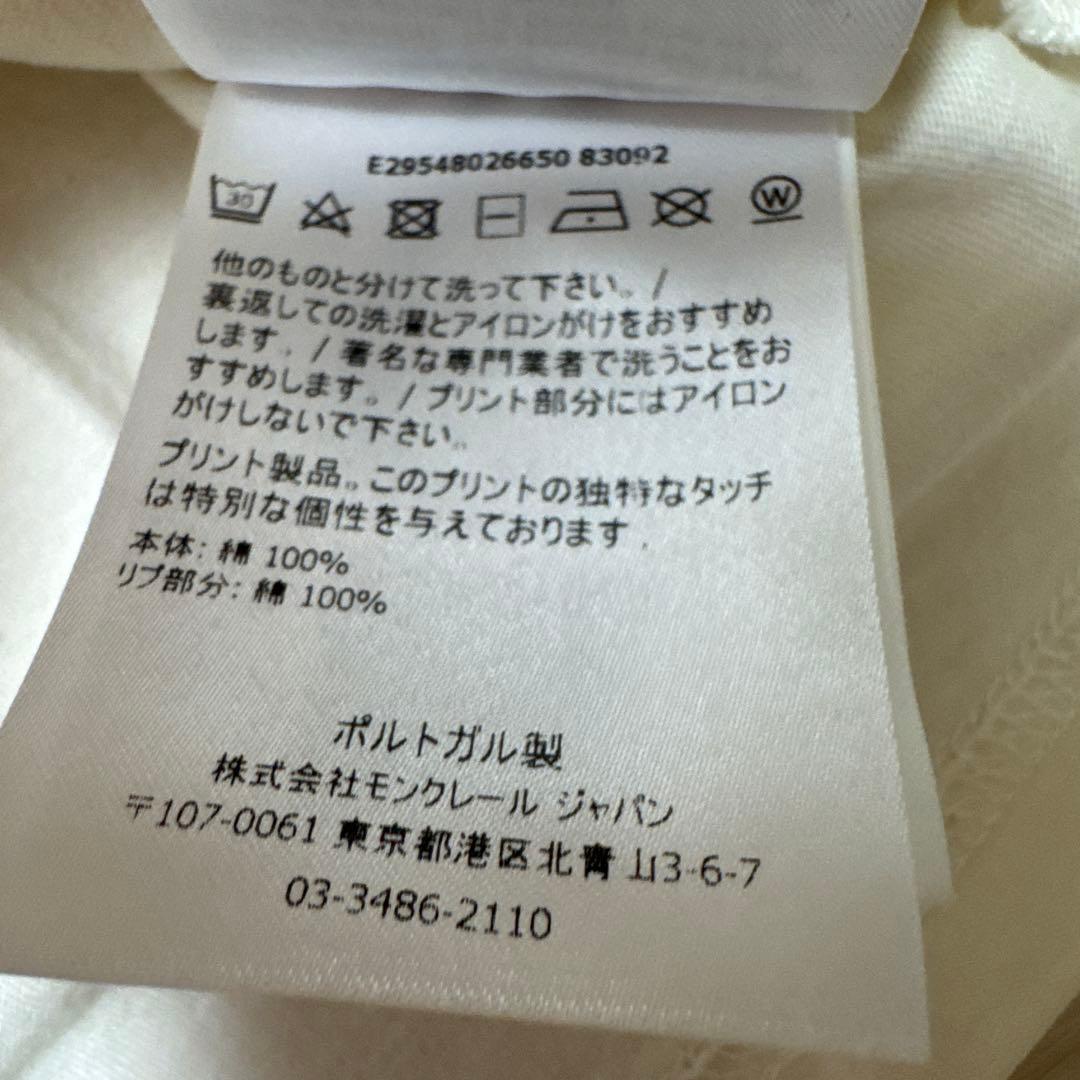 E29548026650 83092
30
W
他のものと分けて洗って下さい。/
裏返しての洗濯とアイロンがけをおすすめ
します。/ 著名な専門業者で洗うことをお
すすめします。/ プリント部分にはアイロン
がけしないで下さい。
プリント製品。このプリントの独特なタッチ
は特別な個性を与えております.
本体: 綿 100%
リブ部分: 綿 100%
ポルトガル製
株式会社モンクレール ジャパン
〒107-0061 東京都港区北青山3-6-7
03-3486-2110